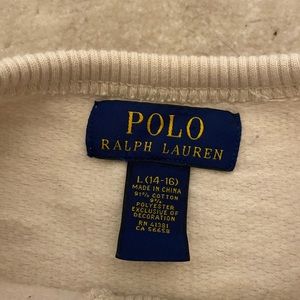 POLO
RALPH LAUREN
L (14-16)
MADE IN CHINA
91% COTTON
9%
POLYESTER
EXCLUSIVE OF
DECORATION
RN 41381
CA 56658